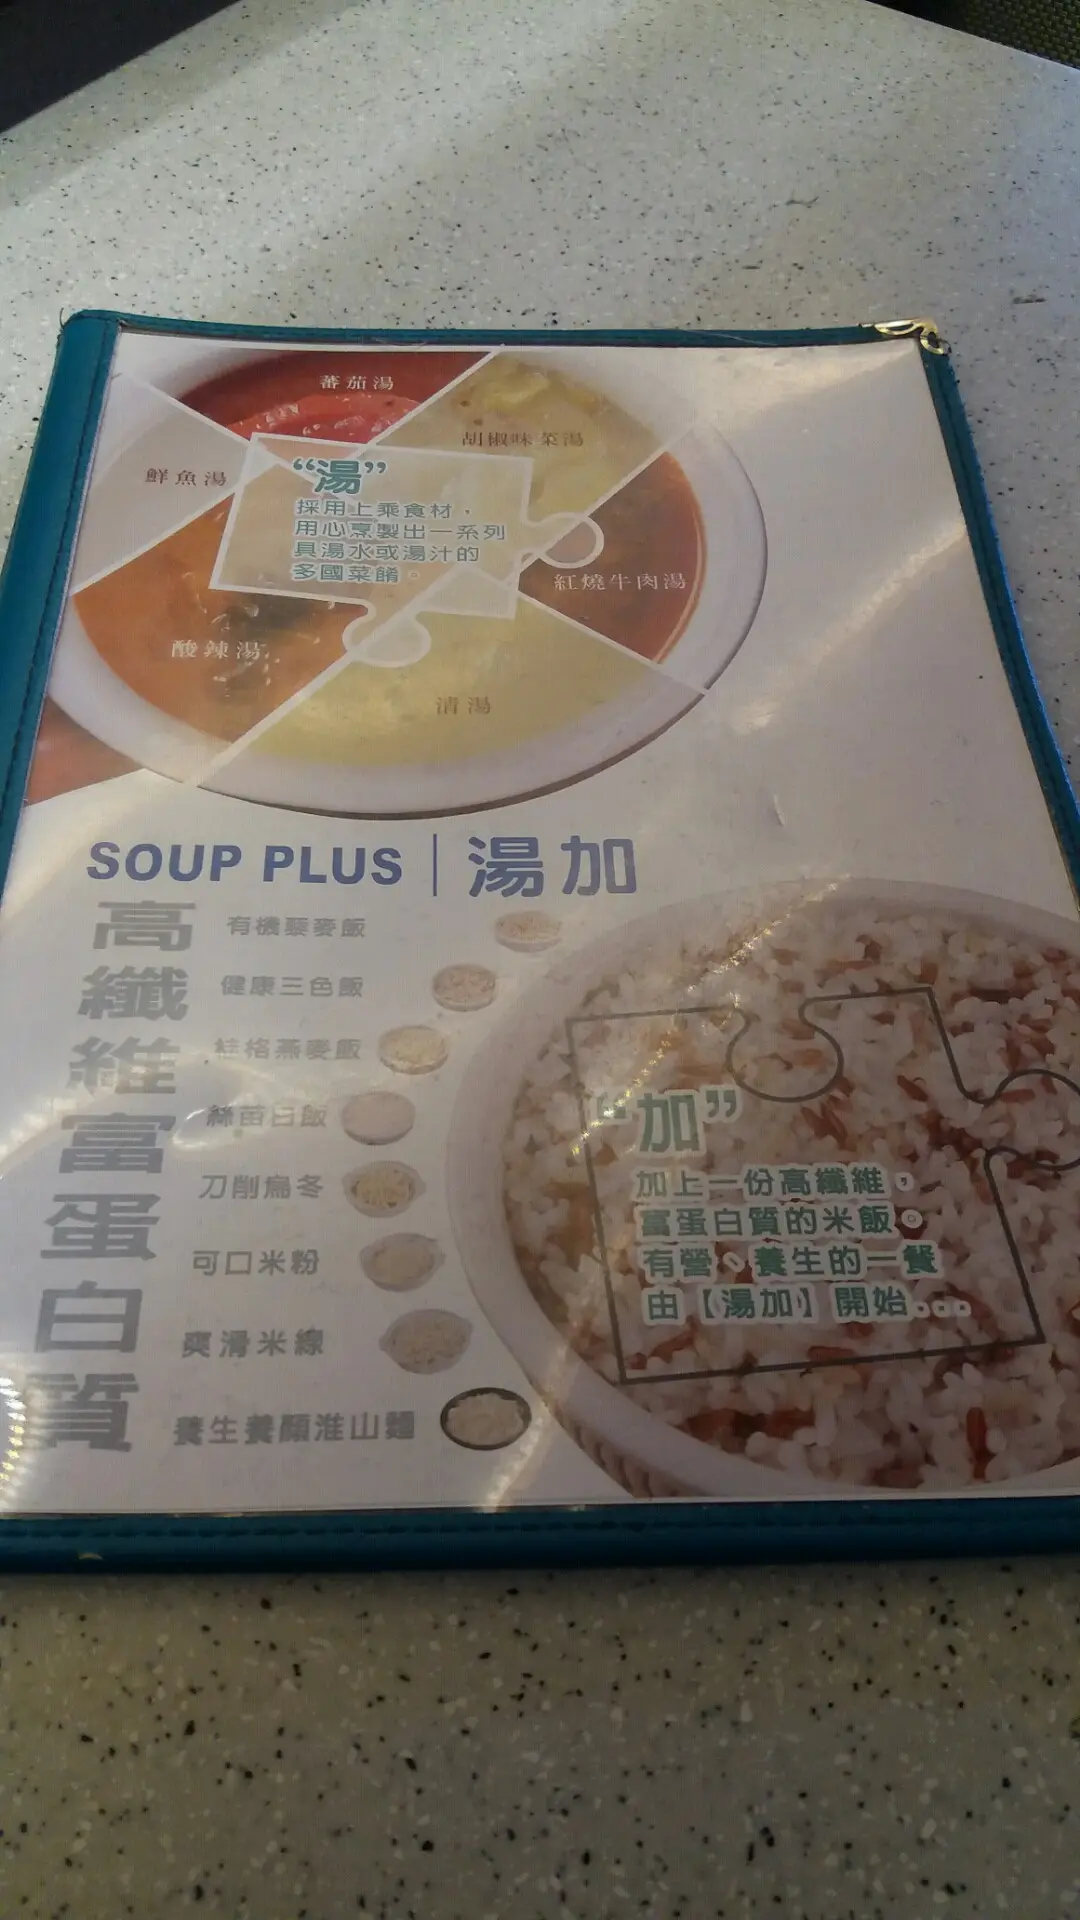 蕃茄湯
胡椒味菜湯
鮮魚湯
“湯”
採用上乘食材，
用心烹製出一系列
具湯水或湯汁的
多國菜餚。
紅燒牛肉湯
酸辣湯
清湯
SOUP PLUS | 湯加
高纖維富蛋白質
有機藜麥飯
健康三色飯
桂格燕麥飯
絲苗白飯
刀削烏冬
可口米粉
爽滑米線
養生養顏淮山麵
“加”
加上一份高纖維，
富蛋白質的米飯。
有營、養生的一餐
由【湯加】開始...